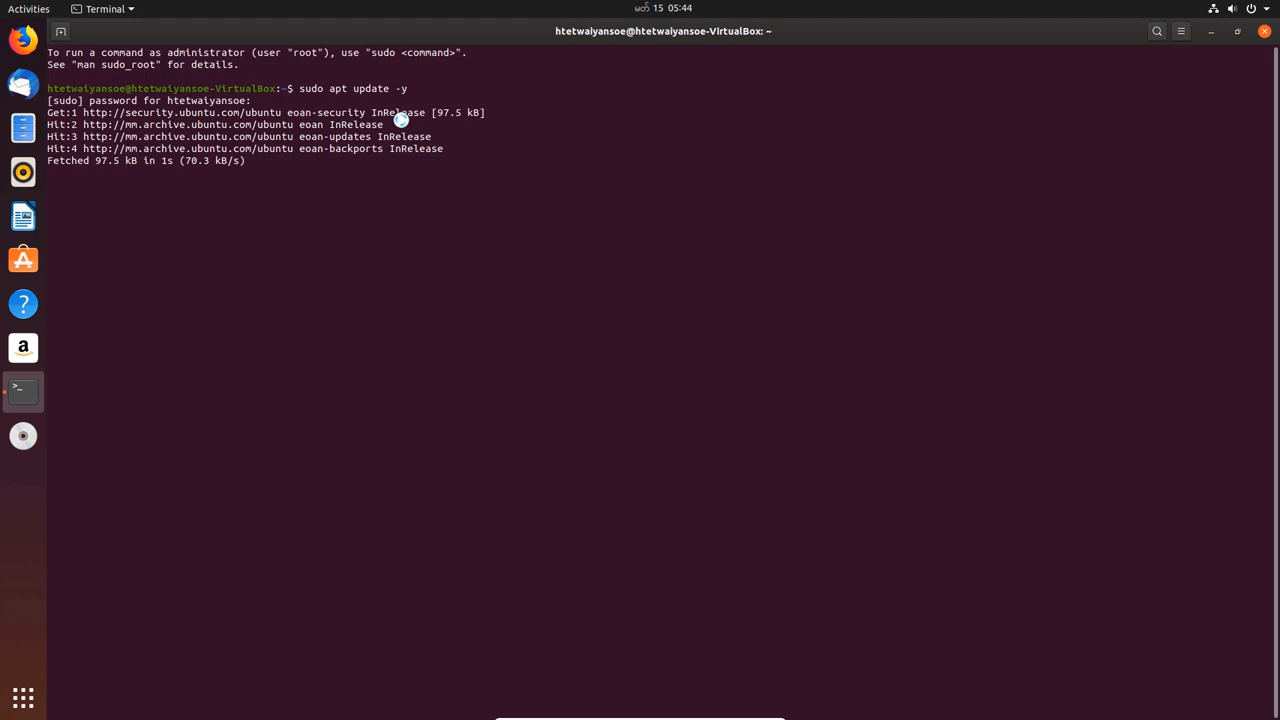 Activities
Terminal
မတ် 15 05:44
htetwaiyansoe@htetwaiyansoe-VirtualBox: ~
To run a command as administrator (user "root"), use "sudo <command>".
See "man sudo_root" for details.
htetwaiyansoe@htetwaiyansoe-VirtualBox:~$ sudo apt update -y
[sudo] password for htetwaiyansoe:
Get:1 http://security.ubuntu.com/ubuntu eoan-security InRelease [97.5 kB]
Hit:2 http://mm.archive.ubuntu.com/ubuntu eoan InRelease
Hit:3 http://mm.archive.ubuntu.com/ubuntu eoan-updates InRelease
Hit:4 http://mm.archive.ubuntu.com/ubuntu eoan-backports InRelease
Fetched 97.5 kB in 1s (70.3 kB/s)